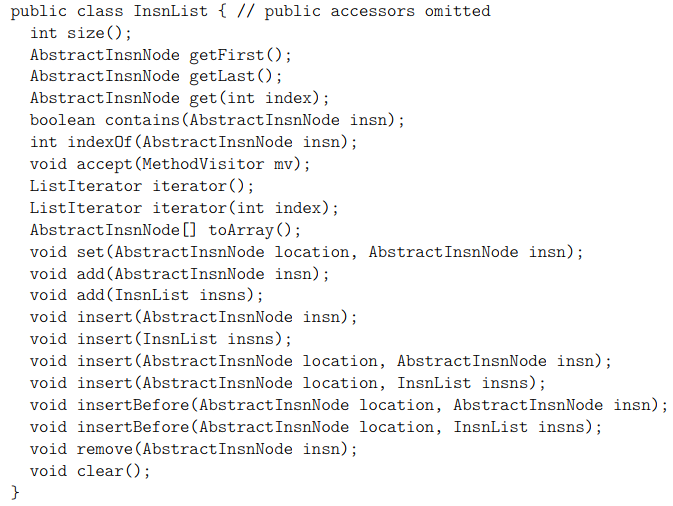 public class InsnList { // public accessors omitted
int size();
AbstractInsnNode getFirst();
AbstractInsnNode getLast();
AbstractInsnNode get(int index);
boolean contains(AbstractInsnNode insn);
int indexOf(AbstractInsnNode insn);
void accept(MethodVisitor mv);
ListIterator iterator();
ListIterator iterator(int index);
AbstractInsnNode[] toArray();
void set(AbstractInsnNode location, AbstractInsnNode insn);
void add(AbstractInsnNode insn);
void add(InsnList insns);
void insert(AbstractInsnNode insn);
void insert(InsnList insns);
void insert(AbstractInsnNode location, AbstractInsnNode insn);
void insert(AbstractInsnNode location, InsnList insns);
void insertBefore(AbstractInsnNode location, AbstractInsnNode insn);
void insertBefore(AbstractInsnNode location, InsnList insns);
void remove(AbstractInsnNode insn);
void clear();
}